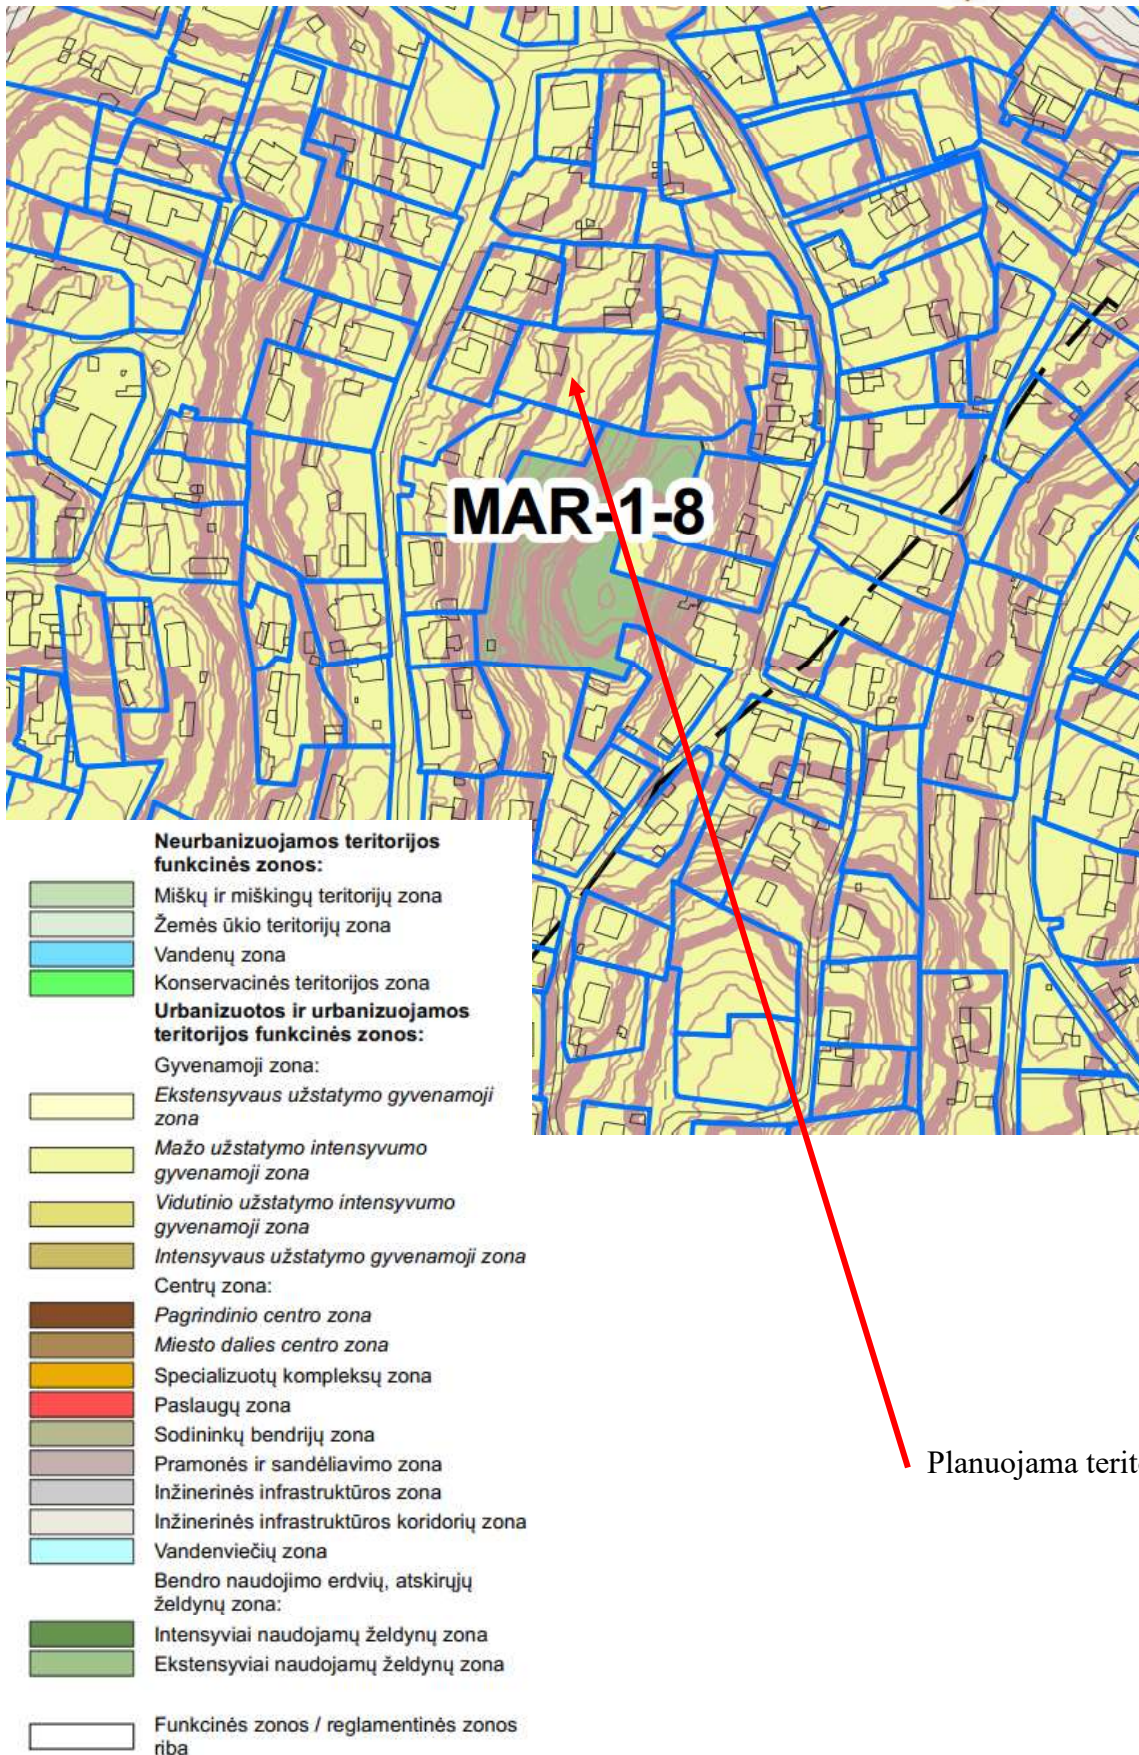 MAR-1-8
Neurbanizuojamos teritorijos
funkcinės zonos:
Miškų ir miškingų teritorijų zona
Žemės ūkio teritorijų zona
Vandenų zona
Konservacinės teritorijos zona
Urbanizuotos ir urbanizuojamos
teritorijos funkcinės zonos:
Gyvenamoji zona:
Ekstensyvaus užstatymo gyvenamoji
zona
Mažo užstatymo intensyvumo
gyvenamoji zona
Vidutinio užstatymo intensyvumo
gyvenamoji zona
Intensyvaus užstatymo gyvenamoji zona
Centrų zona:
Pagrindinio centro zona
Miesto dalies centro zona
Specializuotų kompleksų zona
Paslaugų zona
Sodininkų bendrijų zona
Pramonės ir sandėliavimo zona
Inžinerinės infrastruktūros zona
Inžinerinės infrastruktūros koridorių zona
Vandenviečių zona
Bendro naudojimo erdvių, atskirųjų
želdynų zona:
Intensyviai naudojamų želdynų zona
Ekstensyviai naudojamų želdynų zona
Funkcinės zonos / reglamentinės zonos
riba
Planuojama terit